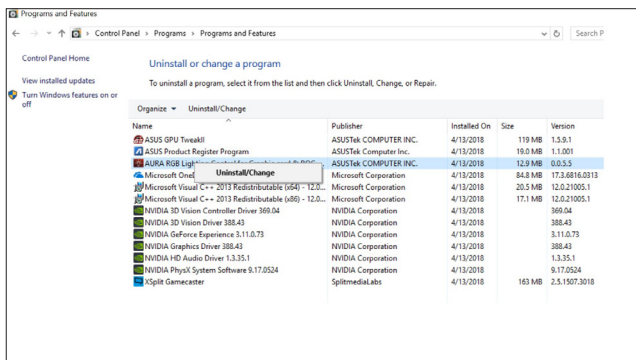 Programs and Features
Control Panel > Programs > Programs and Features
Search P
Control Panel Home
View installed updates
Turn Windows features on or
off
Uninstall or change a program
To uninstall a program, select it from the list and then click Uninstall, Change, or Repair.
Organize Uninstall/Change
Name Publisher Installed On Size Version
ASUS GPU TweakII ASUSTek COMPUTER INC. 4/13/2018 119 MB 1.5.9.1
ASUS Product Register Program ASUSTek Computer Inc. 4/13/2018 19.0 MB 1.1.001
AURA RGB ASUSTek COMPUTER INC. 4/13/2018 12.9 MB 0.0.5.5
Uninstall/Change
Microsoft Microsoft Corporation 4/13/2018 84.8 MB 17.3.6816.0313
Microsoft Visual C++ 2013 Redistributable (x64) - 12.0... Microsoft Corporation 4/13/2018 20.5 MB 12.0.21005.1
Microsoft Visual C++ 2013 Redistributable (x86) - 12.0... Microsoft Corporation 4/13/2018 17.1 MB 12.0.21005.1
NVIDIA 3D Vision Controller Driver 369.04 NVIDIA Corporation 4/13/2018 369.04
NVIDIA 3D Vision Driver 388.43 NVIDIA Corporation 4/13/2018 388.43
NVIDIA GeForce Experience 3.11.0.73 NVIDIA Corporation 4/13/2018 3.11.0.73
NVIDIA Graphics Driver 388.43 NVIDIA Corporation 4/13/2018 388.43
NVIDIA HD Audio Driver 1.3.35.1 NVIDIA Corporation 4/13/2018 1.3.35.1
NVIDIA PhysX System Software 9.17.0524 NVIDIA Corporation 4/13/2018 9.17.0524
XSplit Gamecaster SplitmediaLabs 4/13/2018 163 MB 2.5.1507.3018